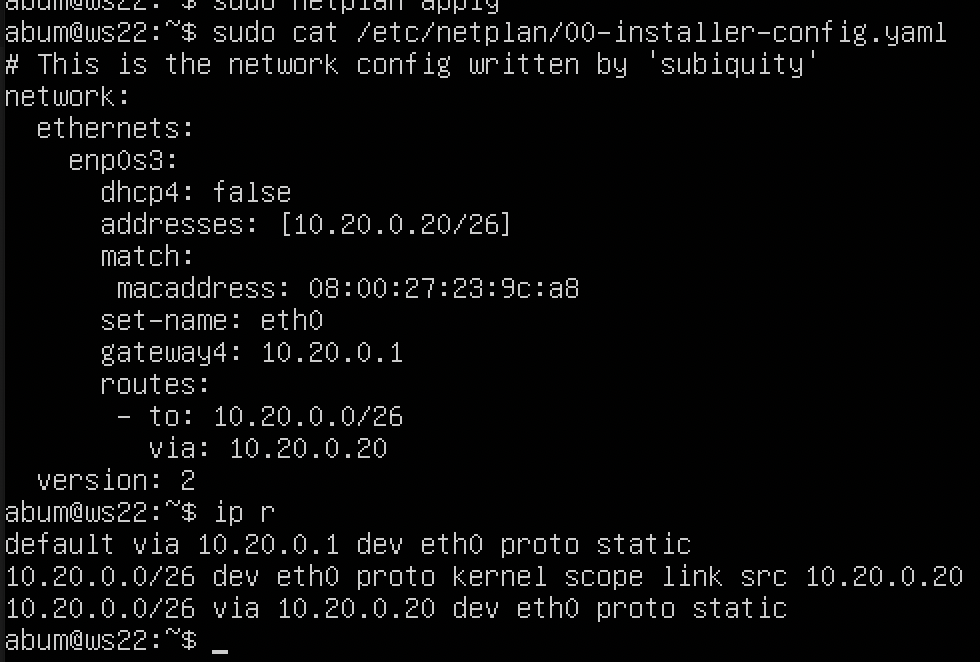 abum@ws22:~$ sudo netplan apply
abum@ws22:~$ sudo cat /etc/netplan/00-installer-config.yaml
# This is the network config written by 'subiquity'
network:
  ethernets:
    enp0s3:
      dhcp4: false
      addresses: [10.20.0.20/26]
      match:
       macaddress: 08:00:27:23:9c:a8
      set-name: eth0
      gateway4: 10.20.0.1
      routes:
       - to: 10.20.0.0/26
         via: 10.20.0.20
  version: 2
abum@ws22:~$ ip r
default via 10.20.0.1 dev eth0 proto static
10.20.0.0/26 dev eth0 proto kernel scope link src 10.20.0.20
10.20.0.0/26 via 10.20.0.20 dev eth0 proto static
abum@ws22:~$ _